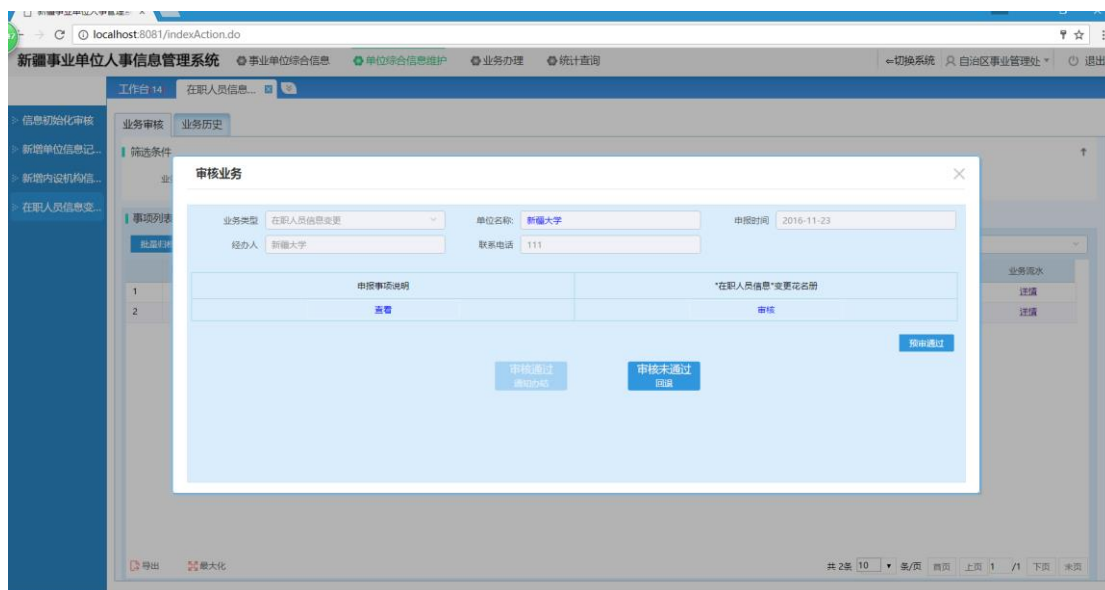 localhost:8081/indexAction.do
新疆事业单位人事信息管理系统 事业单位综合信息 单位综合信息维护 业务办理 统计查询 切换系统 自治区事业管理处 退出
工作台 14 在职人员信息...
信息初始化审核
业务审核 业务历史
新增单位信息记...
筛选条件
新增内设机构信...
审核业务
在职人员信息变...
事项列表
业务类型 在职人员信息变更 单位名称: 新疆大学 申报时间 2016-11-23
经办人 新疆大学 联系电话 111
业务流水
申报事项说明 "在职人员信息"变更花名册
1 详情
查看 审核
2 详情
预审通过
审核通过 审核未通过
回退
导出 最大化 共 2条 10 条/页 首页 上页 1 /1 下页 末页